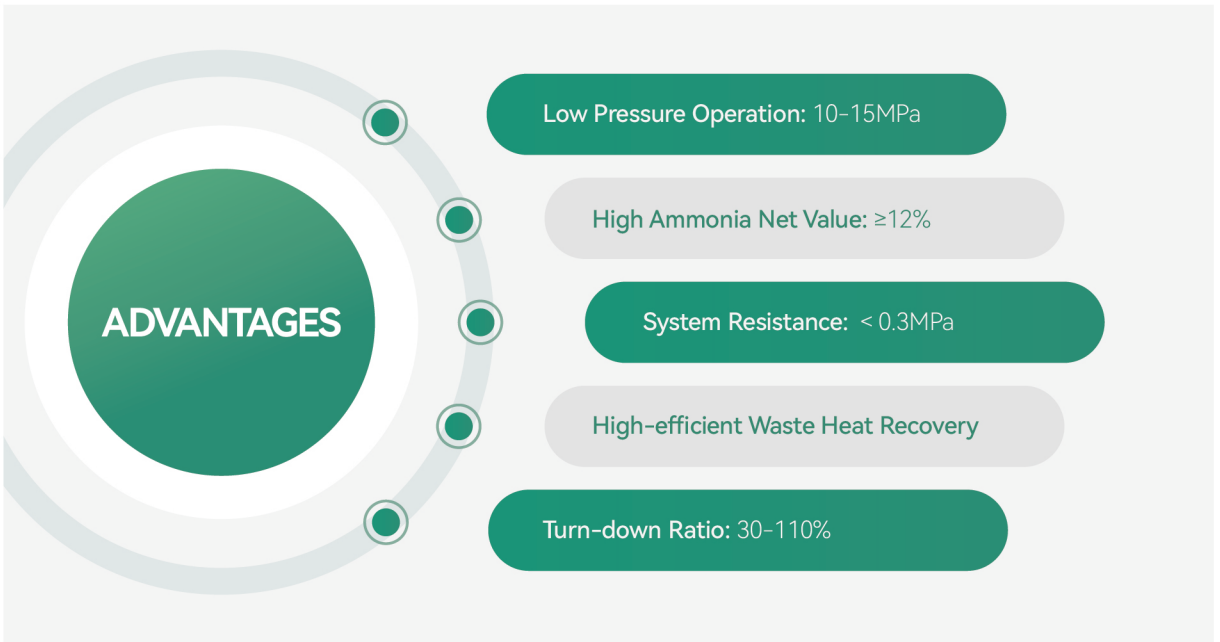 ADVANTAGES
Low Pressure Operation: 10-15MPa
High Ammonia Net Value: ≥12%
System Resistance: < 0.3MPa
High-efficient Waste Heat Recovery
Turn-down Ratio: 30-110%